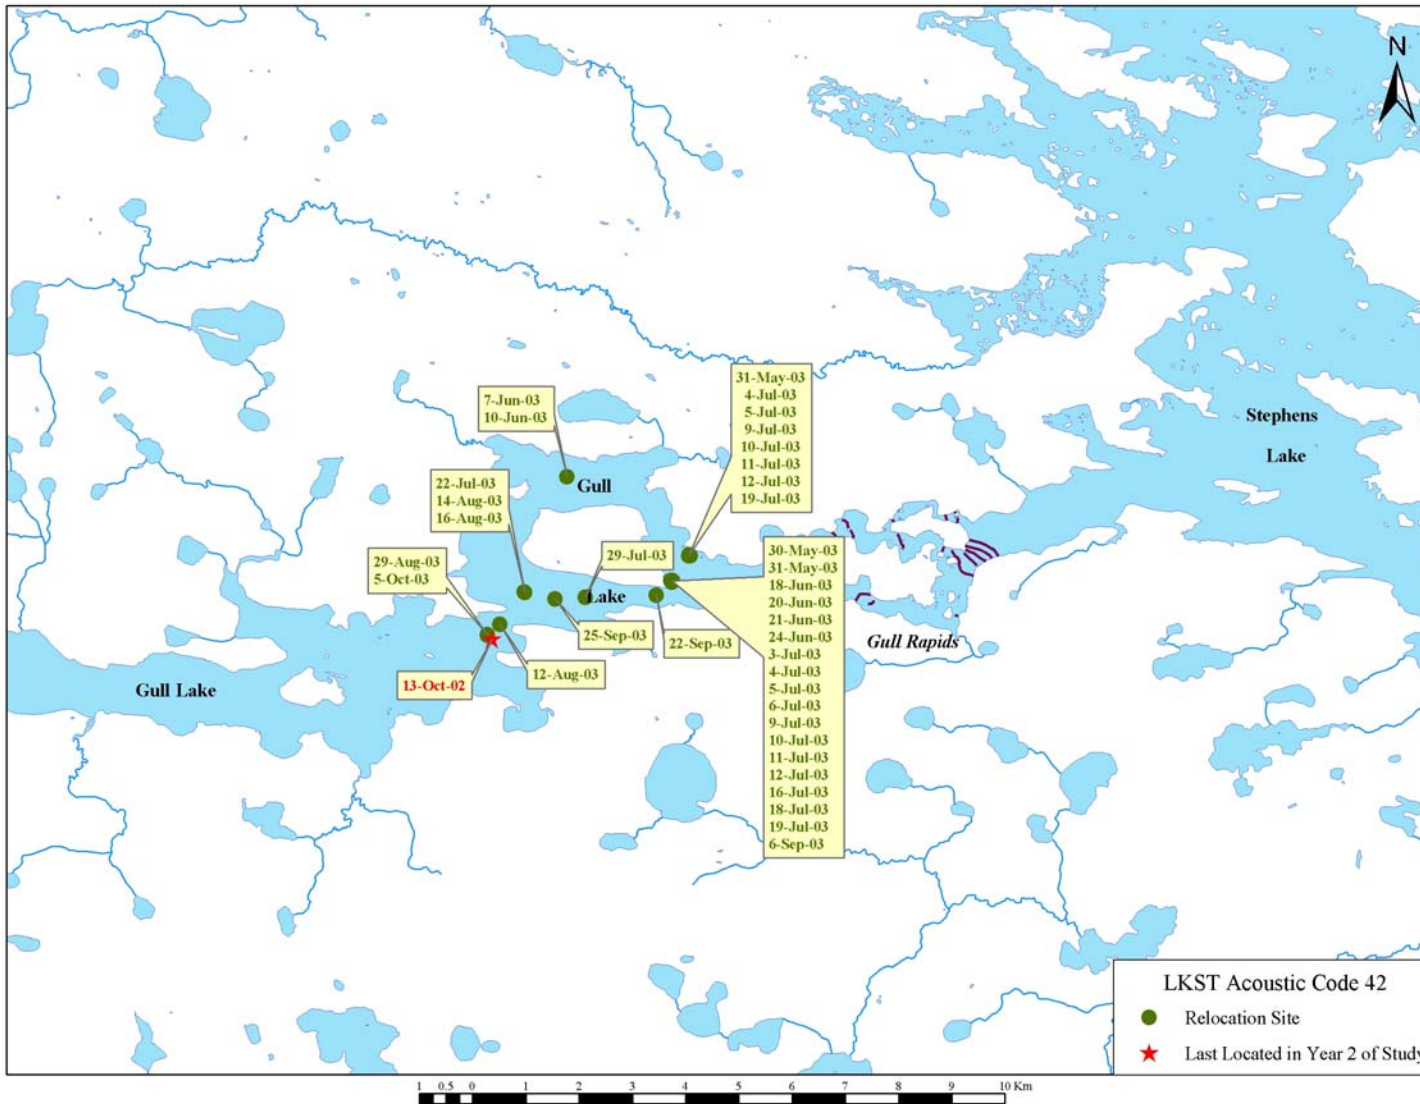 N
31-May-03
4-Jul-03
5-Jul-03
9-Jul-03
10-Jul-03
11-Jul-03
12-Jul-03
19-Jul-03
7-Jun-03
10-Jun-03
Stephens
Lake
Gull
22-Jul-03
14-Aug-03
16-Aug-03
29-Jul-03
30-May-03
31-May-03
18-Jun-03
20-Jun-03
21-Jun-03
24-Jun-03
3-Jul-03
4-Jul-03
5-Jul-03
6-Jul-03
9-Jul-03
10-Jul-03
11-Jul-03
12-Jul-03
16-Jul-03
18-Jul-03
19-Jul-03
6-Sep-03
29-Aug-03
5-Oct-03
Lake
25-Sep-03
22-Sep-03
Gull Rapids
12-Aug-03
13-Oct-02
Gull Lake
LKST Acoustic Code 42
Relocation Site
Last Located in Year 2 of Study
1 0.5 0 1 2 3 4 5 6 7 8 9 10 Km